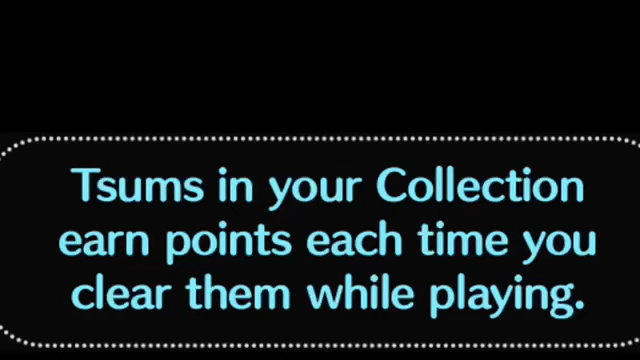 Tsums in your Collection
earn points each time you
clear them while playing.